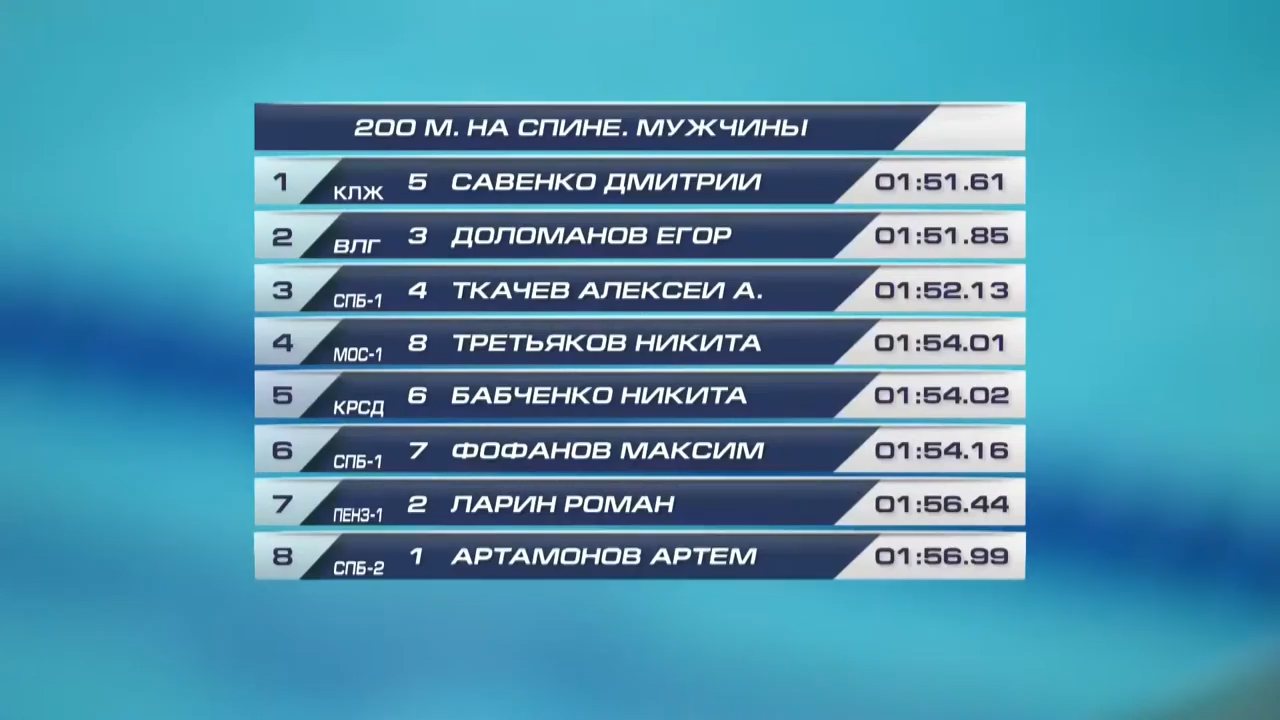 200 М. НА СПИНЕ. МУЖЧИНЫ
1 КЛЖ 5 САВЕНКО ДМИТРИИ 01:51.61
2 ВЛГ 3 ДОЛОМАНОВ ЕГОР 01:51.85
3 СПБ-1 4 ТКАЧЕВ АЛЕКСЕИ А. 01:52.13
4 МОС-1 8 ТРЕТЬЯКОВ НИКИТА 01:54.01
5 КРСД 6 БАБЧЕНКО НИКИТА 01:54.02
6 СПБ-1 7 ФОФАНОВ МАКСИМ 01:54.16
7 ПЕНЗ-1 2 ЛАРИН РОМАН 01:56.44
8 СПБ-2 1 АРТАМОНОВ АРТЕМ 01:56.99